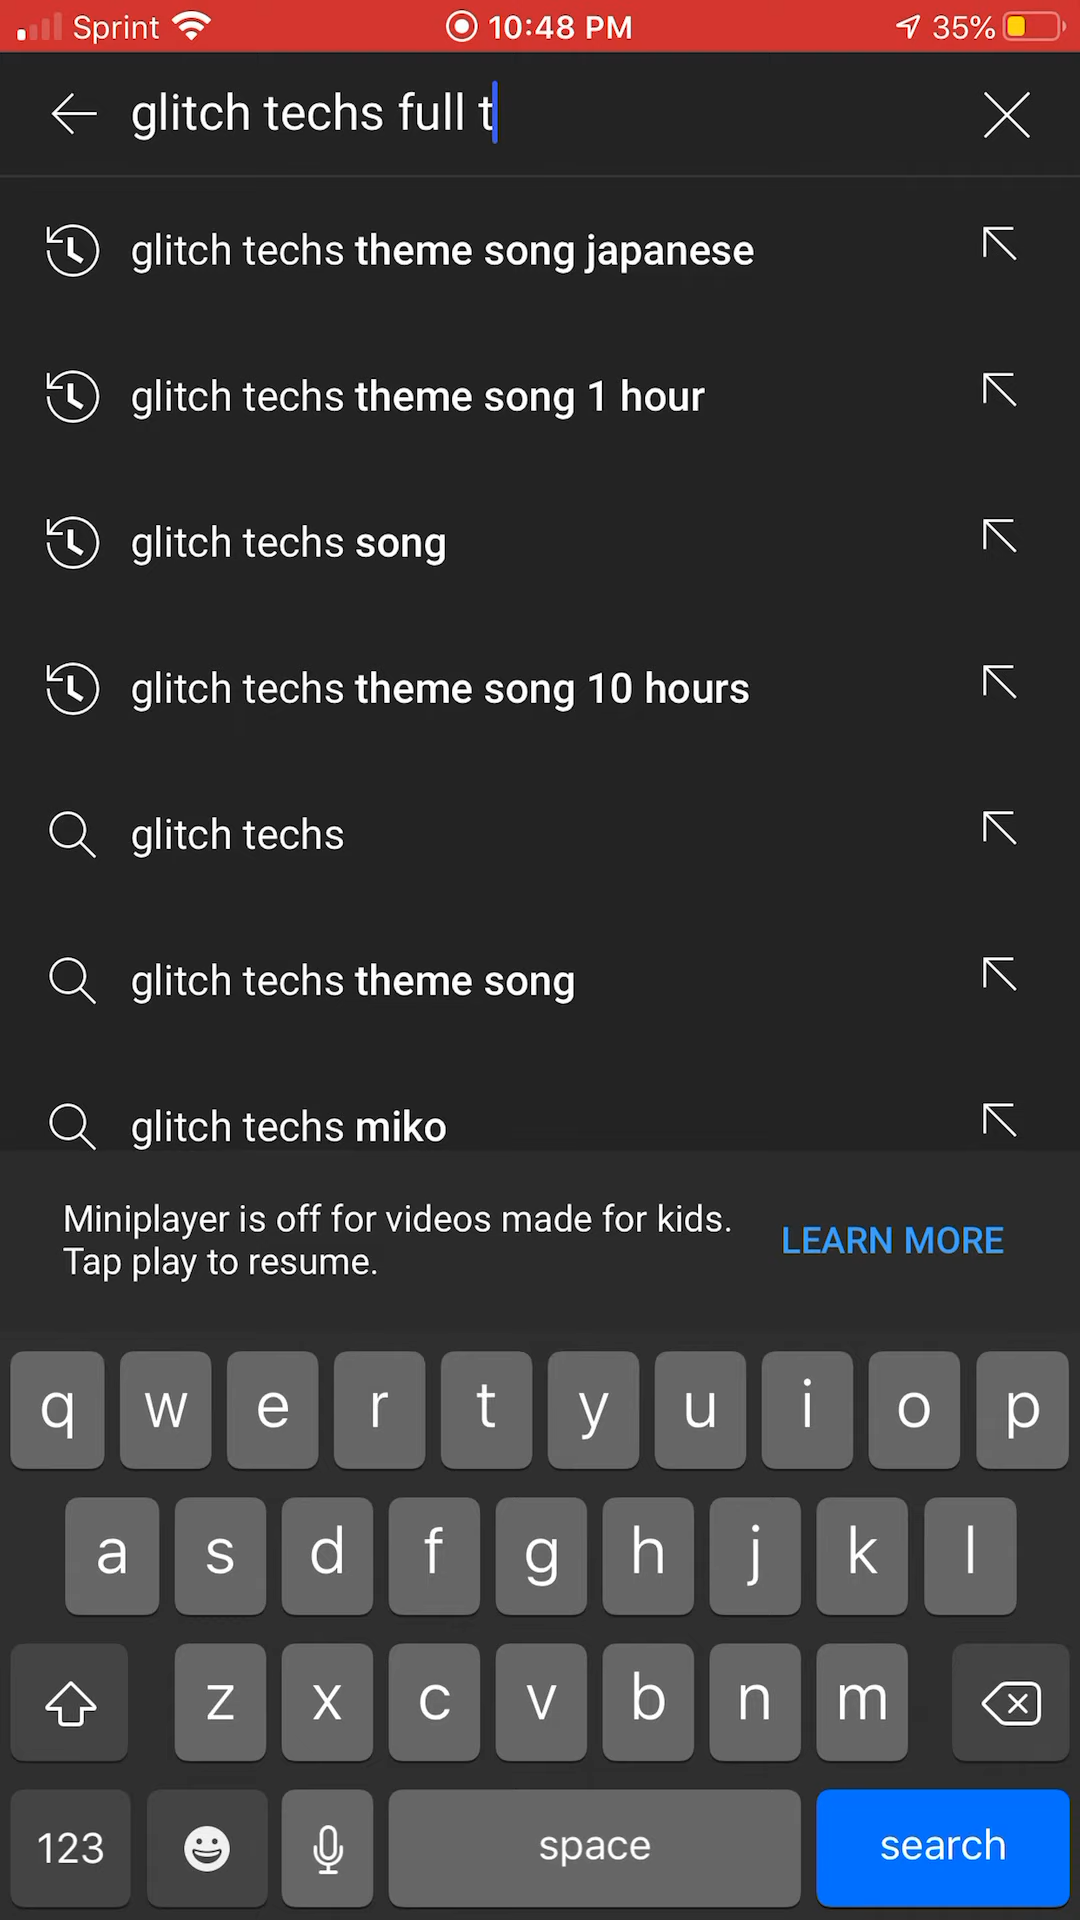 Sprint 10:48 PM 35%
glitch techs full t
glitch techs theme song japanese
glitch techs theme song 1 hour
glitch techs song
glitch techs theme song 10 hours
glitch techs
glitch techs theme song
glitch techs miko
Miniplayer is off for videos made for kids.
Tap play to resume.
LEARN MORE
q w e r t y u i o p
a s d f g h j k l
z x c v b n m
123 space search